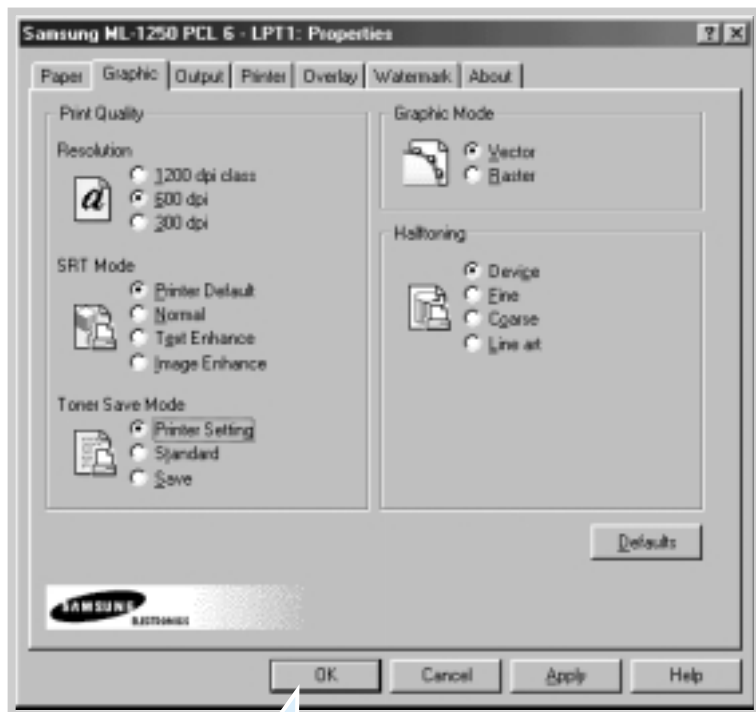 Samsung ML-1250 PCL 6 - LPT1: Properties
Paper Graphic Output Printer Overlay Watermark About
Print Quality
Resolution
1200 dpi class
600 dpi
300 dpi
SRT Mode
Printer Default
Normal
Text Enhance
Image Enhance
Toner Save Mode
Printer Setting
Standard
Save
Graphic Mode
Vector
Raster
Halftoning
Device
Fine
Coarse
Line art
Defaults
SAMSUNG
ELECTRONICS
OK Cancel Apply Help